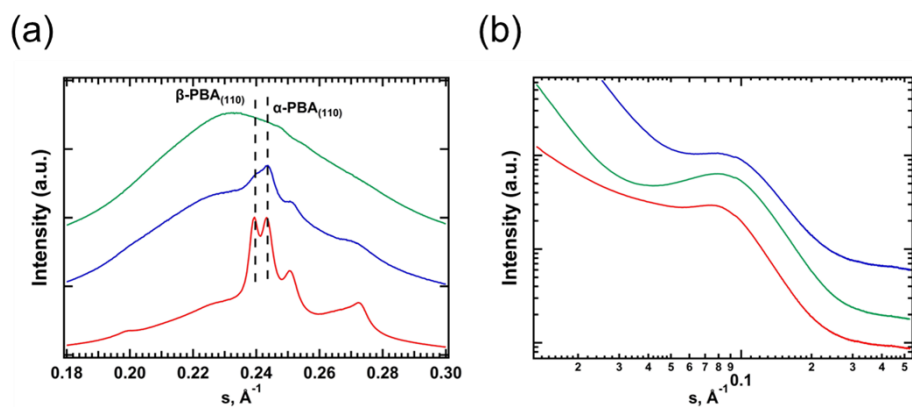 (a)
(b)
β-PBA(110)
α-PBA(110)
Intensity (a.u.)
0.18 0.20 0.22 0.24 0.26 0.28 0.30
s, Å-1
Intensity (a.u.)
2 3 4 5 6 7 8 9 0.1 2 3 4 5
s, Å-1